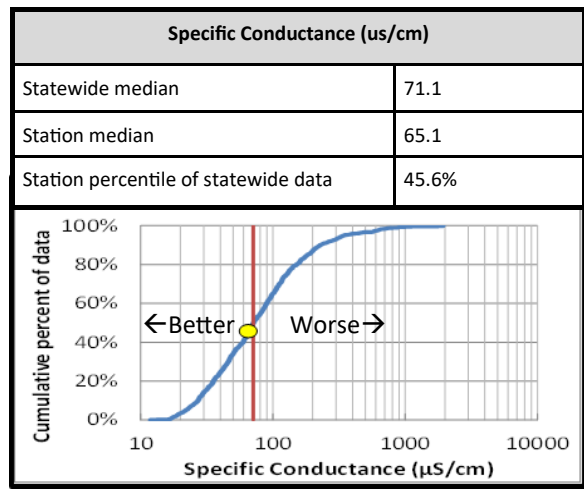 Specific Conductance (us/cm)
Statewide median 71.1
Station median 65.1
Station percentile of statewide data 45.6%
Cumulative percent of data
100%
80%
60%
40%
20%
0%
←Better Worse→
10 100 1000 10000
Specific Conductance (µS/cm)